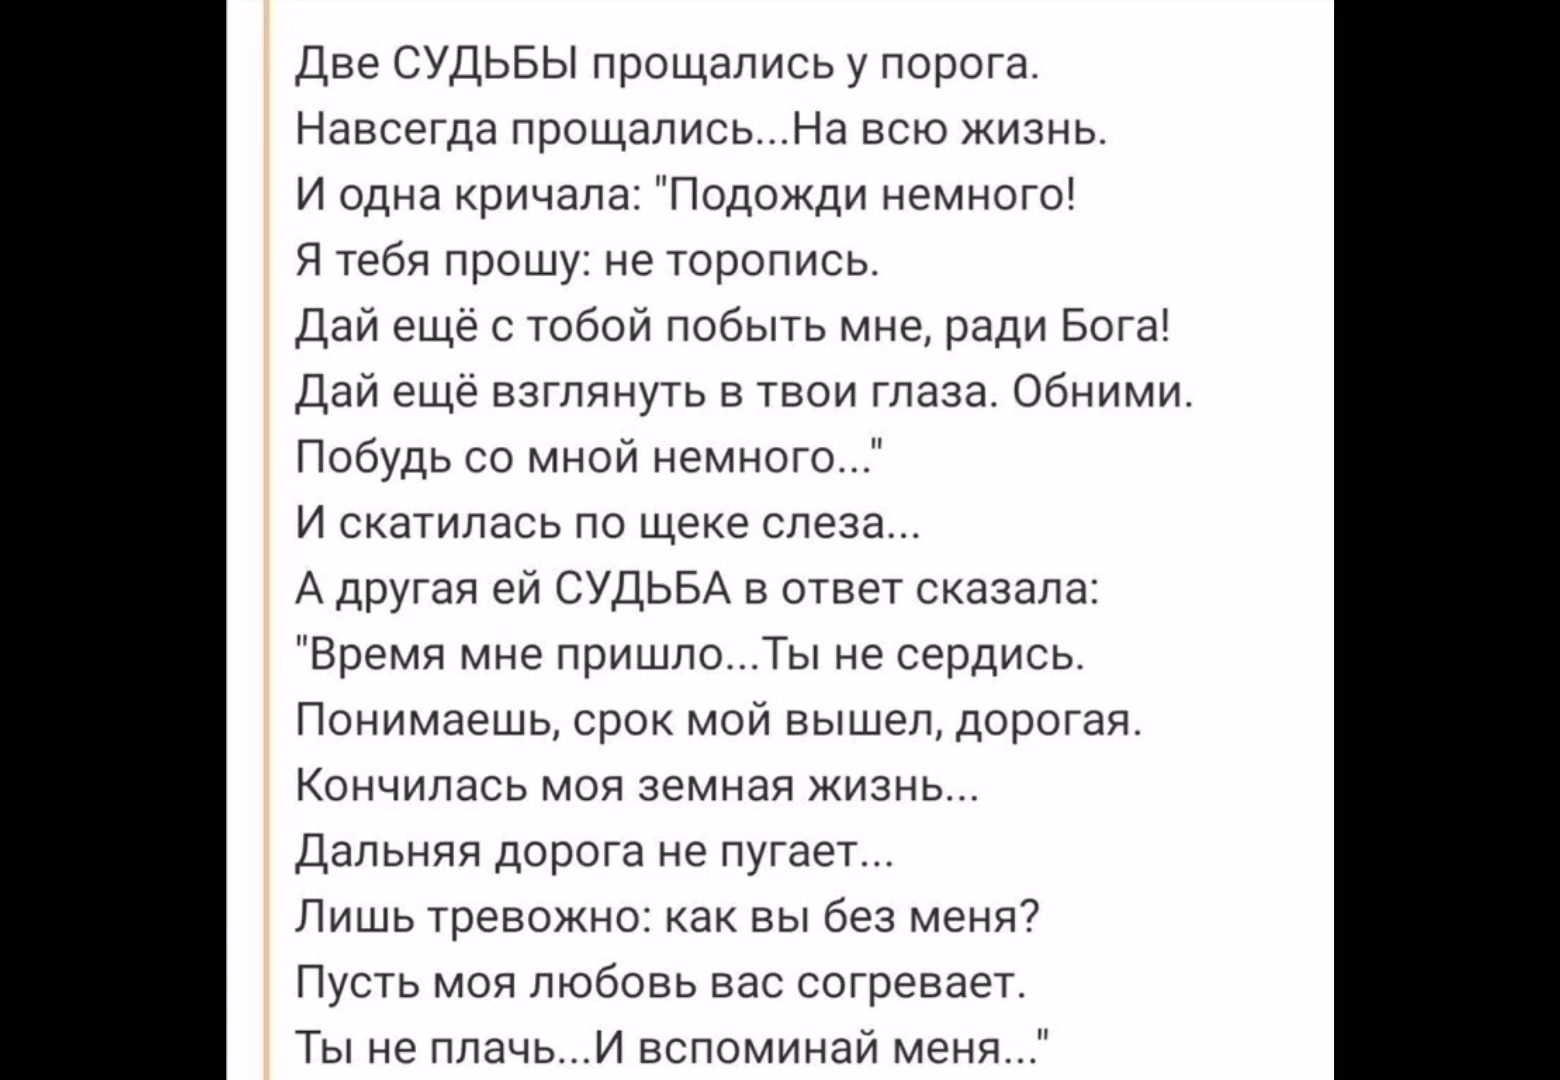 Две СУДЬБЫ прощались у порога.
Навсегда прощались...На всю жизнь.
И одна кричала: "Подожди немного!
Я тебя прошу: не торопись.
Дай ещё с тобой побыть мне, ради Бога!
Дай ещё взглянуть в твои глаза. Обними.
Побудь со мной немного..."
И скатилась по щеке слеза...
А другая ей СУДЬБА в ответ сказала:
"Время мне пришло...Ты не сердись.
Понимаешь, срок мой вышел, дорогая.
Кончилась моя земная жизнь...
Дальняя дорога не пугает...
Лишь тревожно: как вы без меня?
Пусть моя любовь вас согревает.
Ты не плачь...И вспоминай меня..."